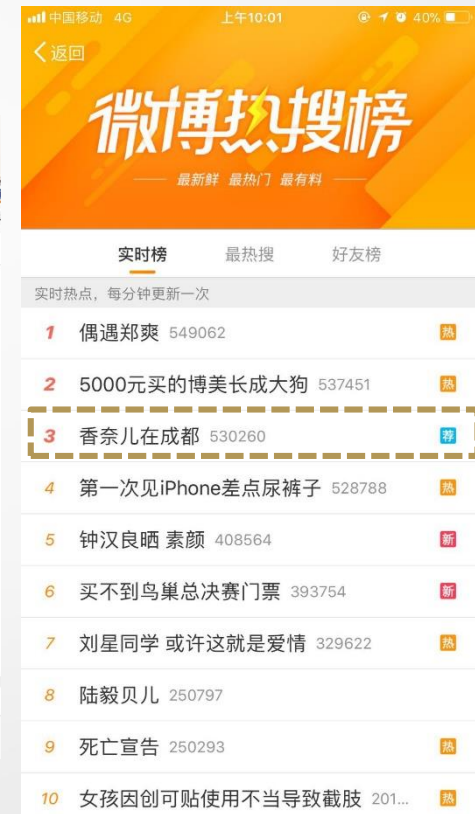 中国移动 4G 上午10:01 40%
返回
微博热搜榜
最新鲜 最热门 最有料
实时榜 最热搜 好友榜
实时热点，每分钟更新一次
1 偶遇郑爽 549062 热
2 5000元买的博美长成大狗 537451 热
3 香奈儿在成都 530260 荐
4 第一次见iPhone差点尿裤子 528788 热
5 钟汉良晒 素颜 408564 新
6 买不到鸟巢总决赛门票 393754 新
7 刘星同学 或许这就是爱情 329622 热
8 陆毅贝儿 250797
9 死亡宣告 250293 热
10 女孩因创可贴使用不当导致截肢 201... 热